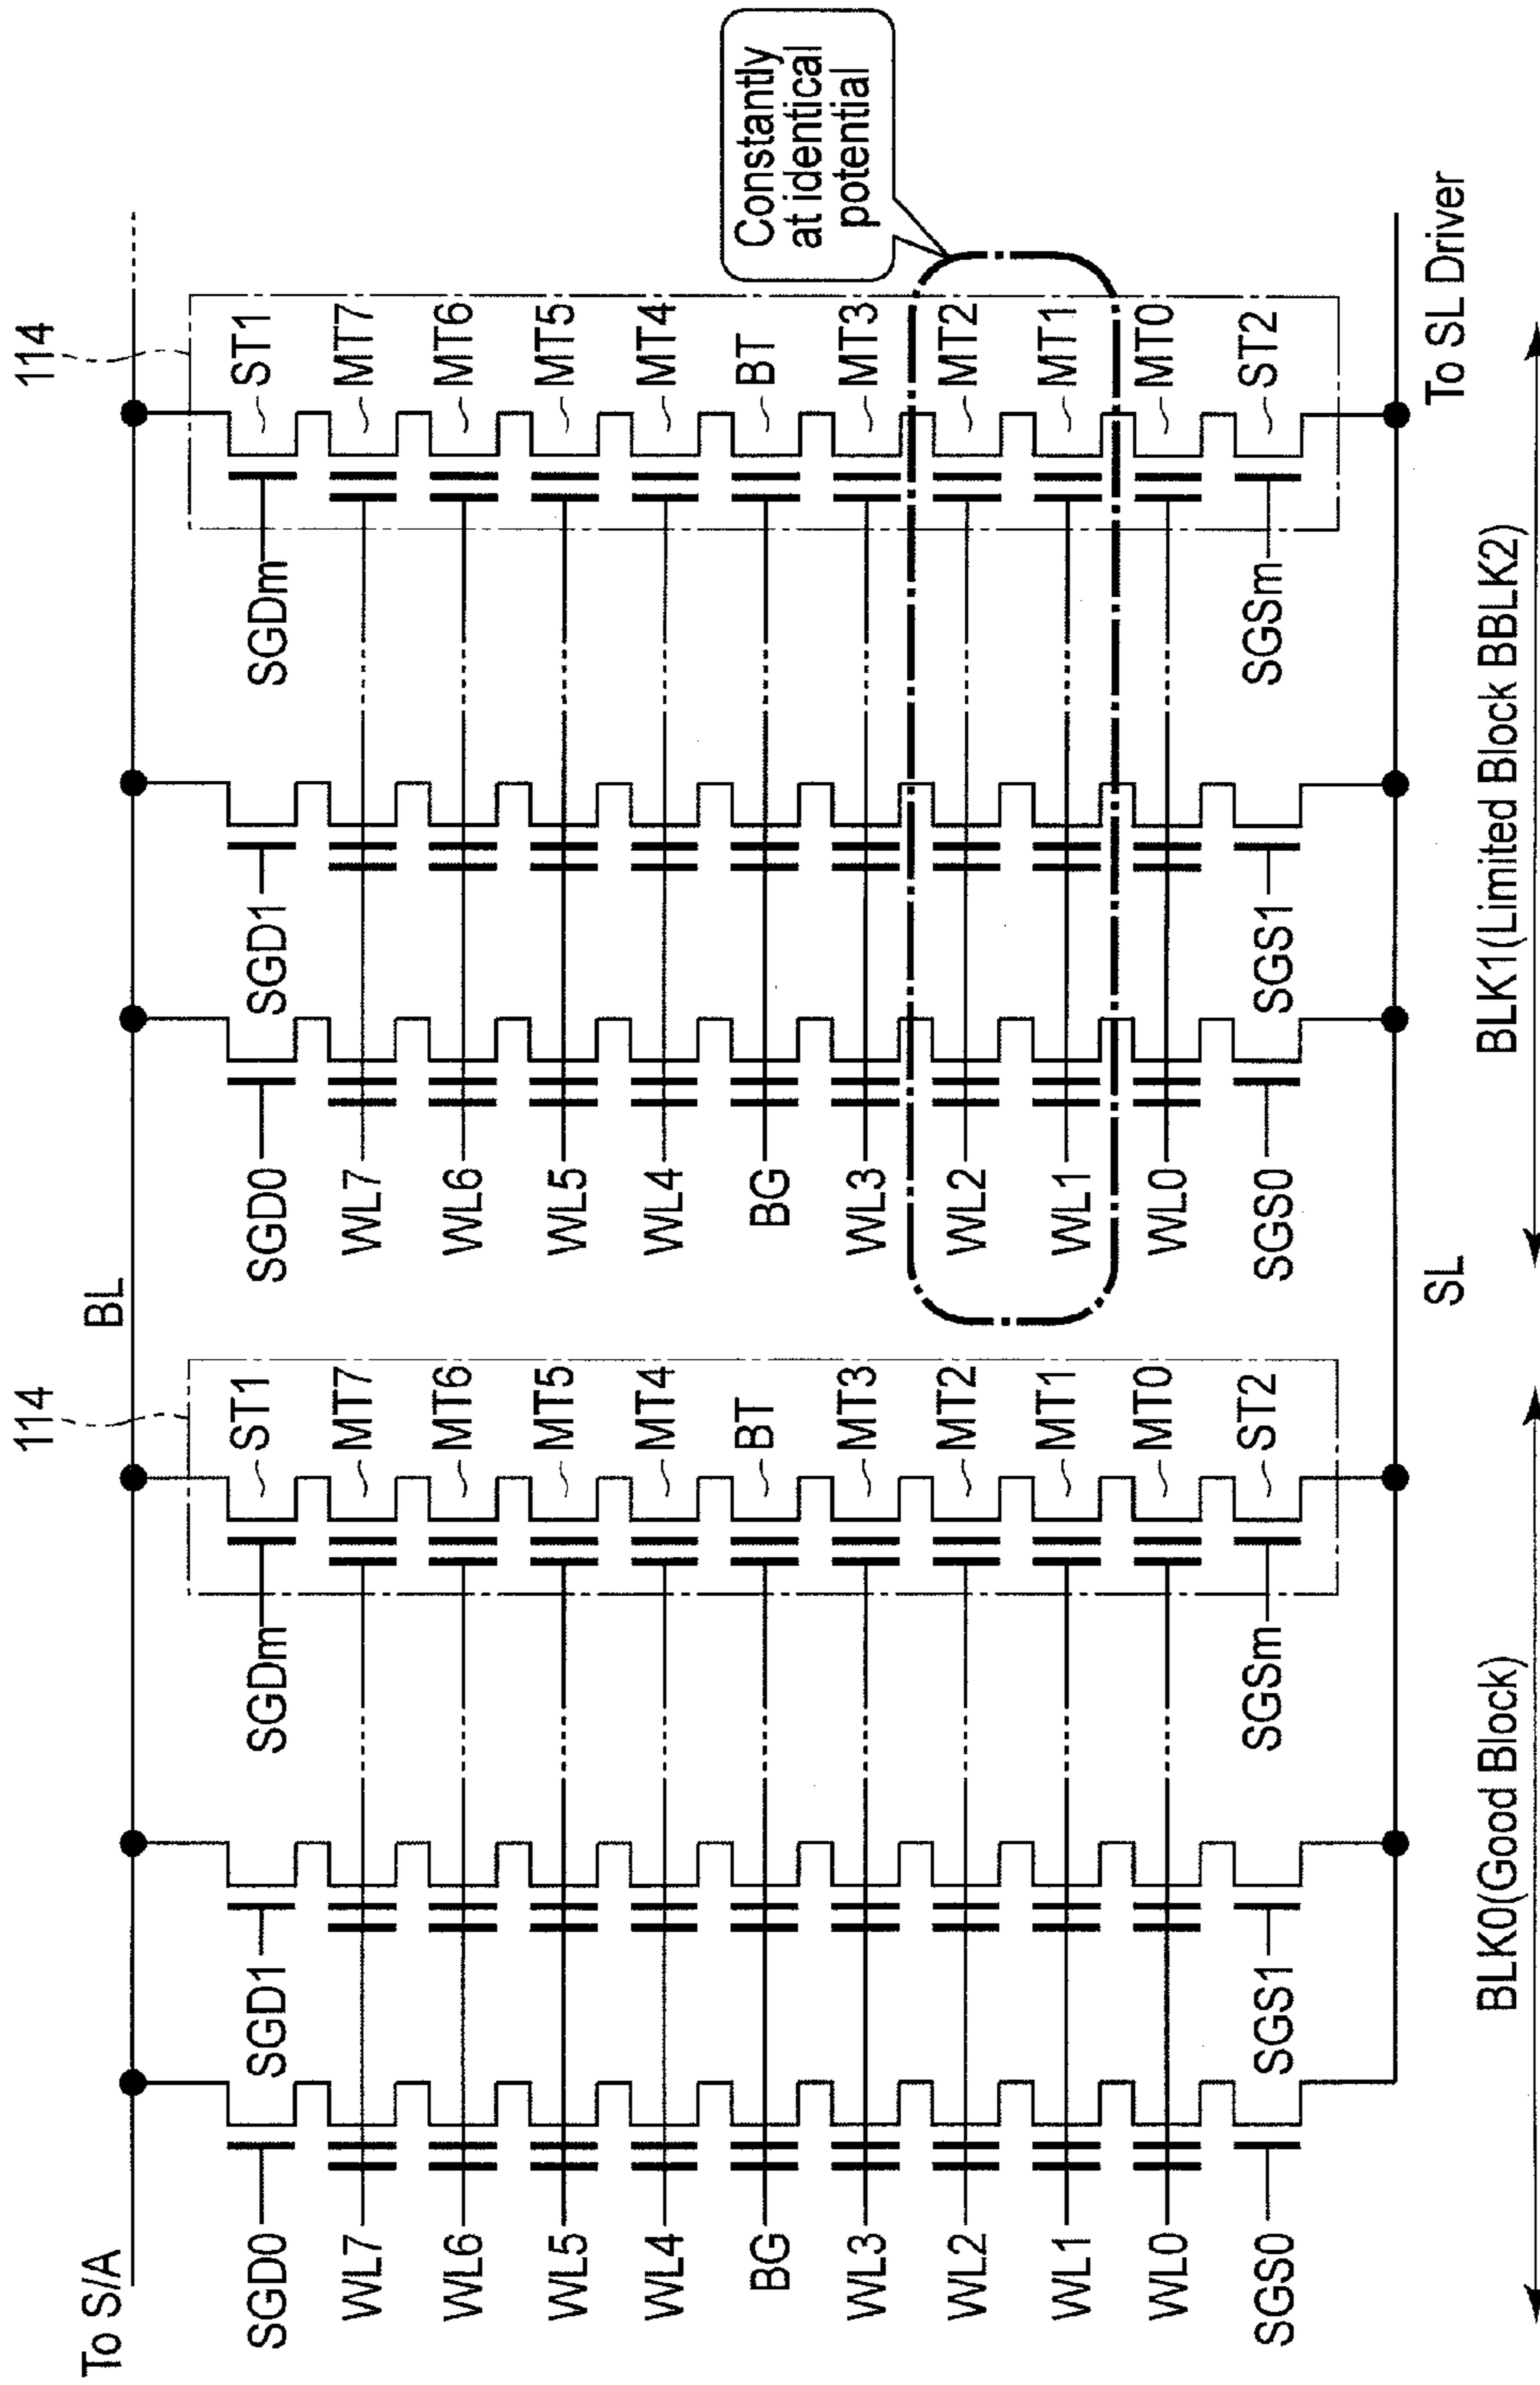 114
114
To S/A
BL
SGD0
SGD1
SGDm
ST1
SGD0
SGD1
SGDm
ST1
WL7
MT7
WL7
MT7
WL6
MT6
WL6
MT6
WL5
MT5
WL5
MT5
WL4
MT4
WL4
MT4
BG
BT
BG
BT
Constantly
at identical
potential
WL3
MT3
WL3
MT3
WL2
MT2
WL2
MT2
WL1
MT1
WL1
MT1
WL0
MT0
WL0
MT0
SGS0
SGS1
SGSm
ST2
SGS0
SGS1
SGSm
ST2
SL
To SL Driver
BLK0(Good Block)
BLK1(Limited Block BBLK2)